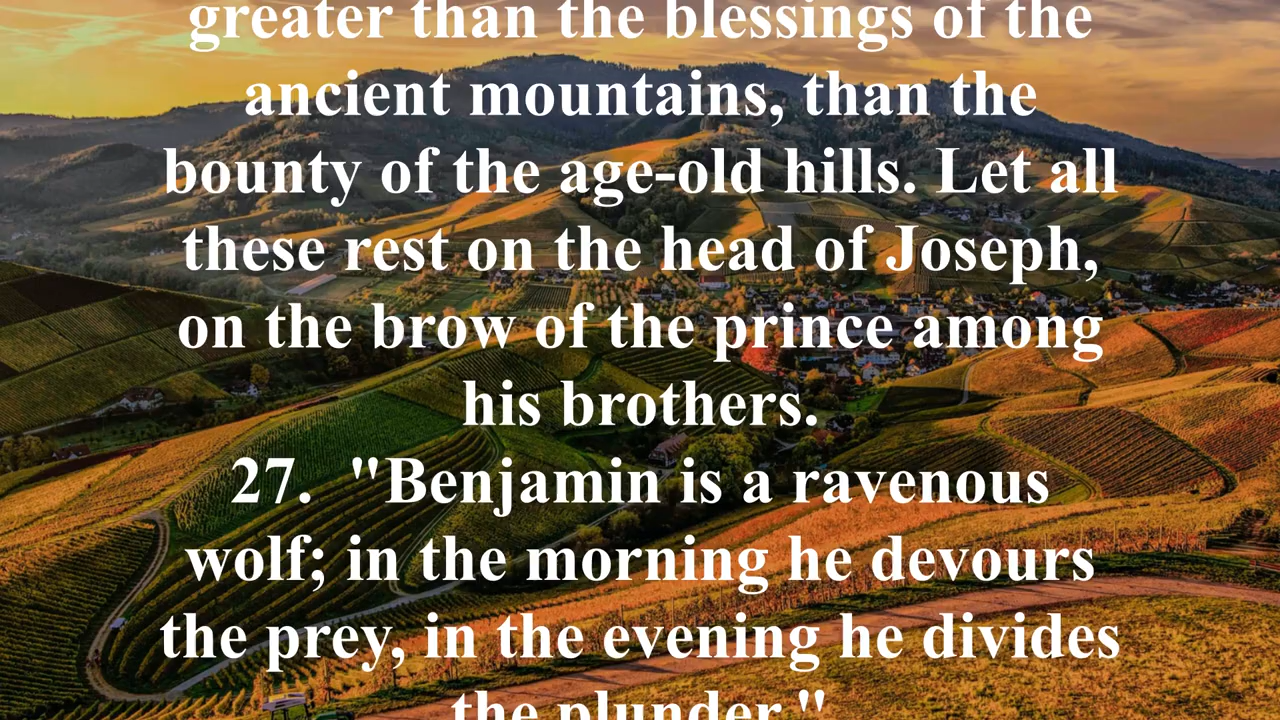 greater than the blessings of the
ancient mountains, than the
bounty of the age-old hills. Let all
these rest on the head of Joseph,
on the brow of the prince among
his brothers.
27.  "Benjamin is a ravenous
wolf; in the morning he devours
the prey, in the evening he divides
the plunder."